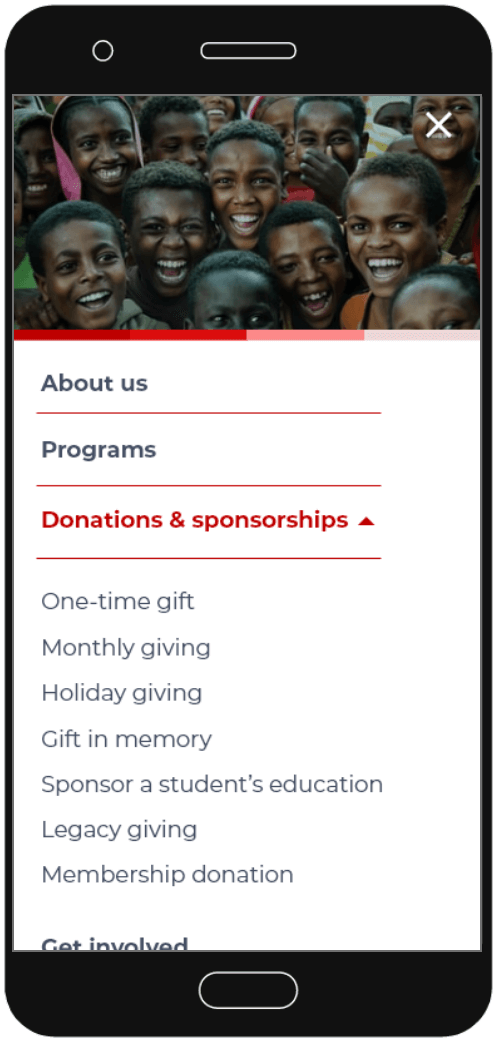 About us
Programs
Donations & sponsorships
One-time gift
Monthly giving
Holiday giving
Gift in memory
Sponsor a student’s education
Legacy giving
Membership donation
Get involved